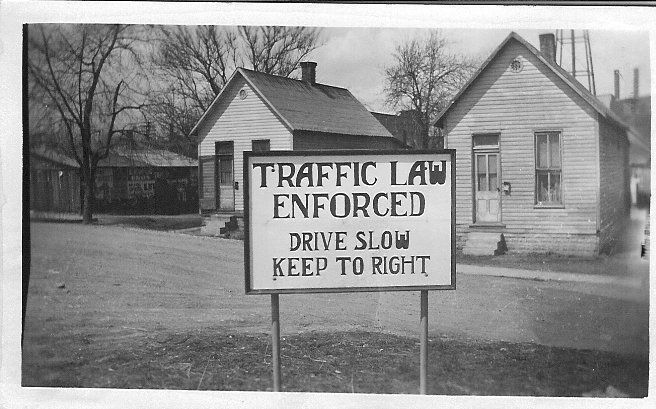 TRAFFIC LAW
ENFORCED
DRIVE SLOW
KEEP TO RIGHT